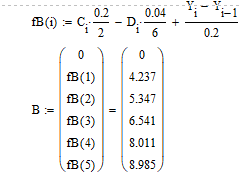 fB(i) := C_i·0.2/2 − D_i·0.04/6 + (Y_i − Y_{i−1})/0.2
B := (0 fB(1) fB(2) fB(3) fB(4) fB(5)) = (0 4.237 5.347 6.541 8.011 8.985)